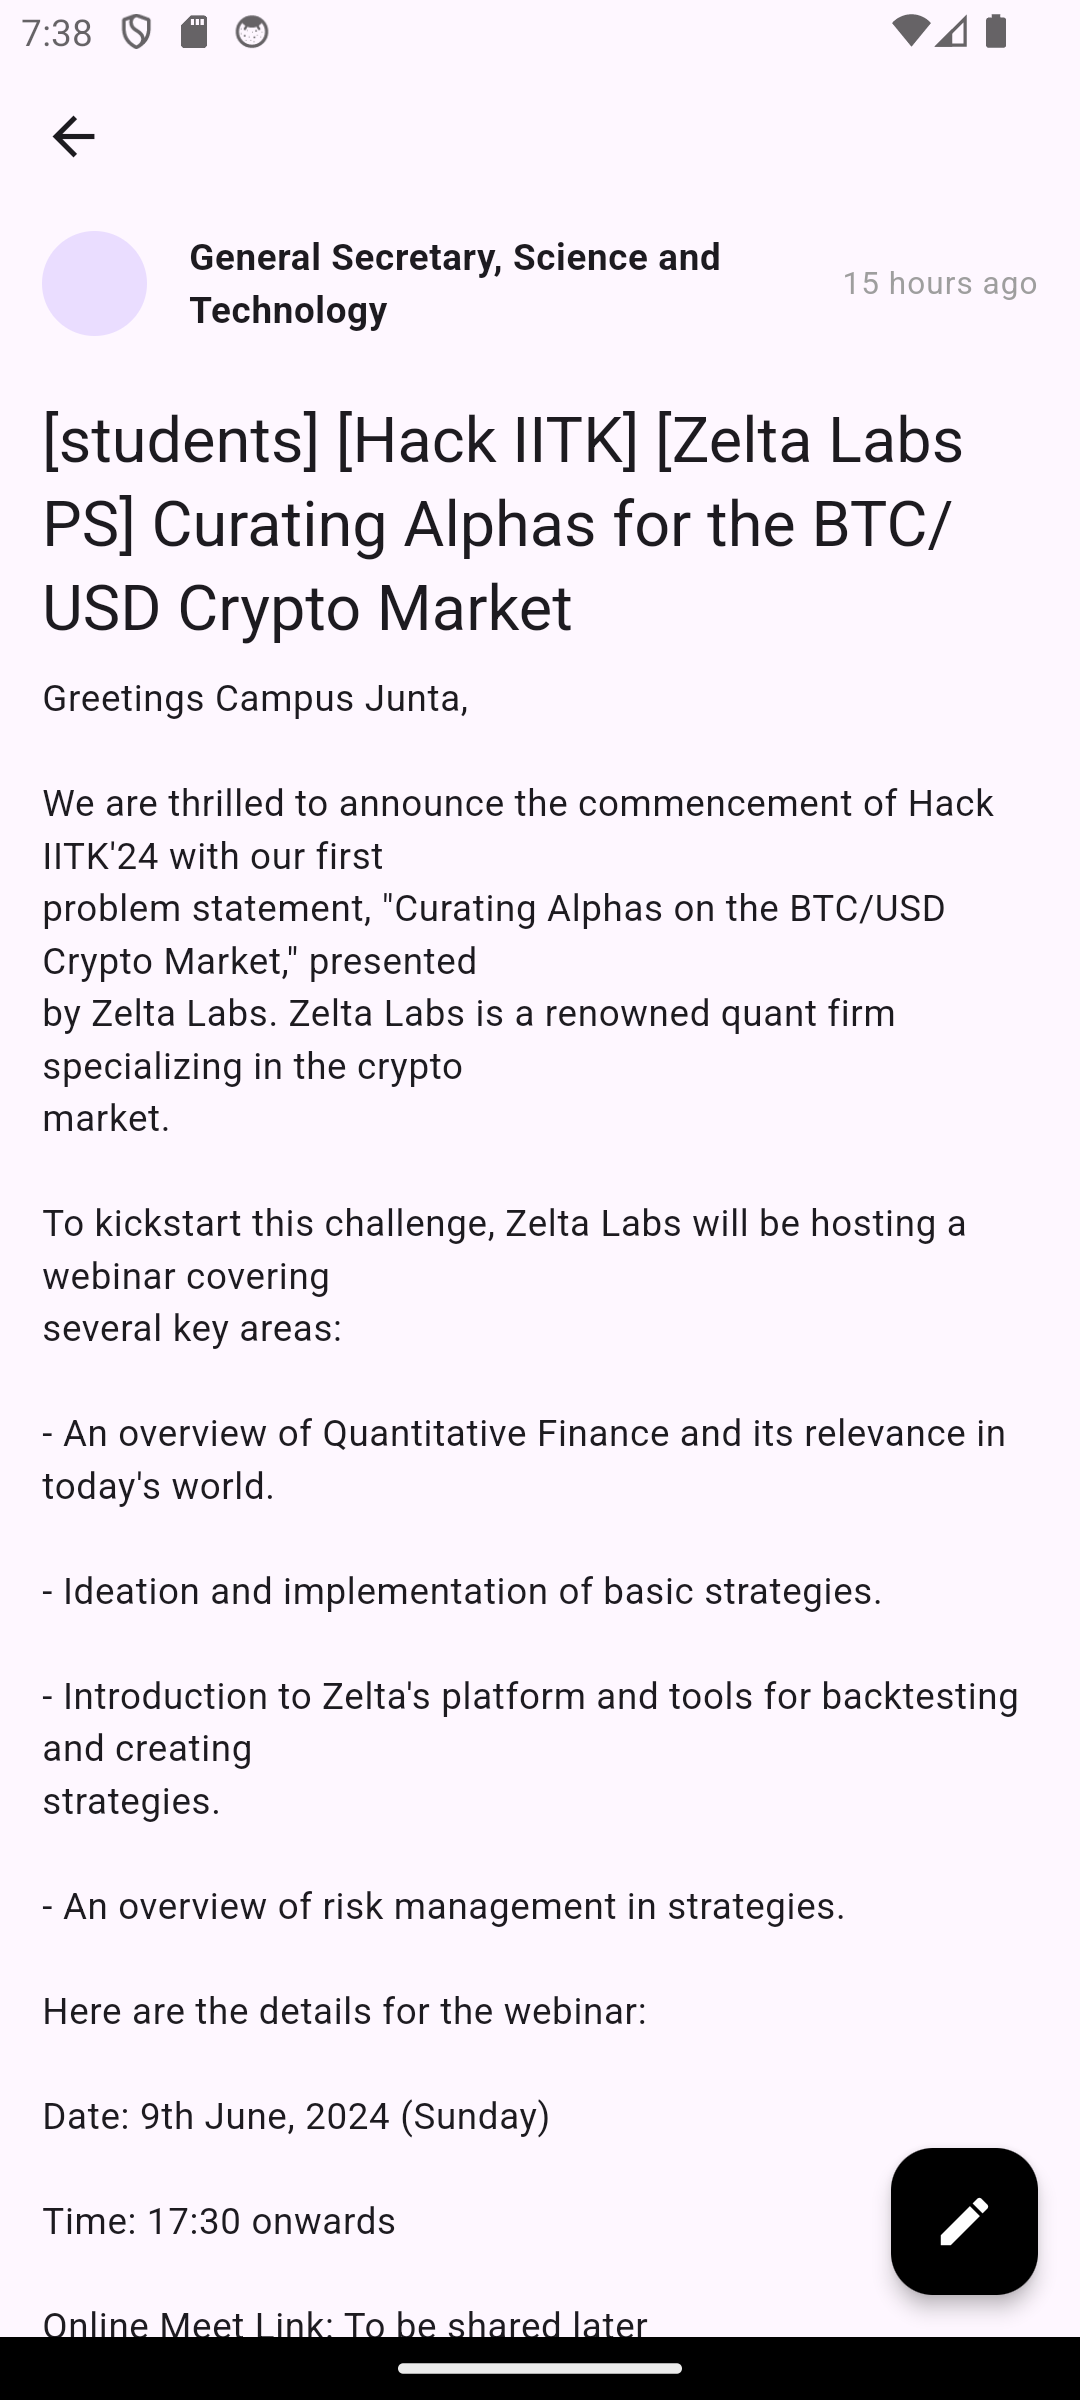 7:38
General Secretary, Science and
Technology
15 hours ago
[students] [Hack IITK] [Zelta Labs
PS] Curating Alphas for the BTC/
USD Crypto Market
Greetings Campus Junta,
We are thrilled to announce the commencement of Hack
IITK'24 with our first
problem statement, "Curating Alphas on the BTC/USD
Crypto Market," presented
by Zelta Labs. Zelta Labs is a renowned quant firm
specializing in the crypto
market.
To kickstart this challenge, Zelta Labs will be hosting a
webinar covering
several key areas:
- An overview of Quantitative Finance and its relevance in
today's world.
- Ideation and implementation of basic strategies.
- Introduction to Zelta's platform and tools for backtesting
and creating
strategies.
- An overview of risk management in strategies.
Here are the details for the webinar:
Date: 9th June, 2024 (Sunday)
Time: 17:30 onwards
Online Meet Link: To be shared later